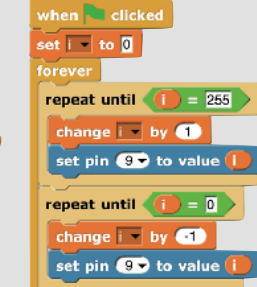 when clicked
set i to 0
forever
repeat until i = 255
change i by 1
set pin 9 to value i
repeat until i = 0
change i by -1
set pin 9 to value i